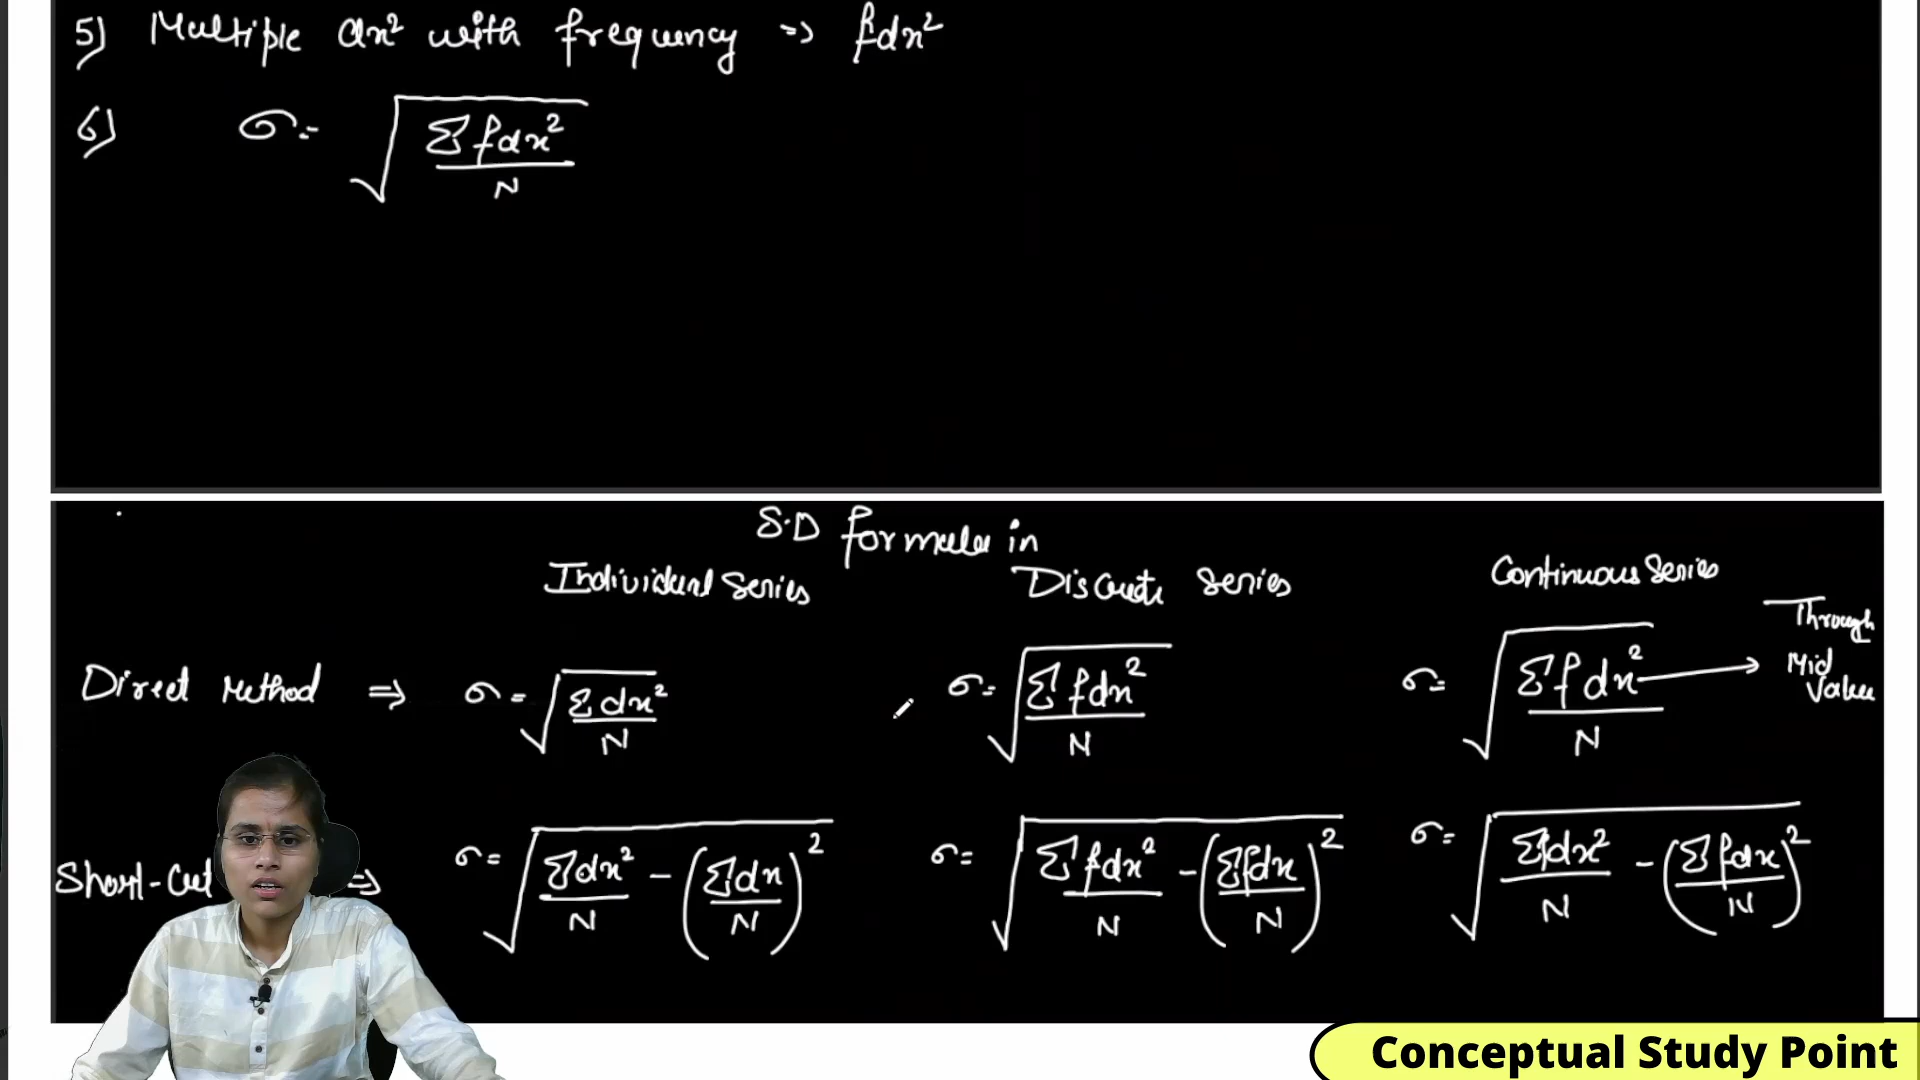 5) Multiple dx² with frequency => fdx²
6) σ = √(Σfdx²/N)
S.D formula in
Individual Series Discrete Series Continuous Series
Direct Method ⇒ σ = √(Σdx²/N) σ = √(Σfdx²/N) σ = √(Σfdx²/N) → Through Mid Value
Short-Cut ⇒ σ = √(Σdx²/N - (Σdx/N)²) σ = √(Σfdx²/N - (Σfdx/N)²) σ = √(Σfdx²/N - (Σfdx/N)²)
Conceptual Study Point